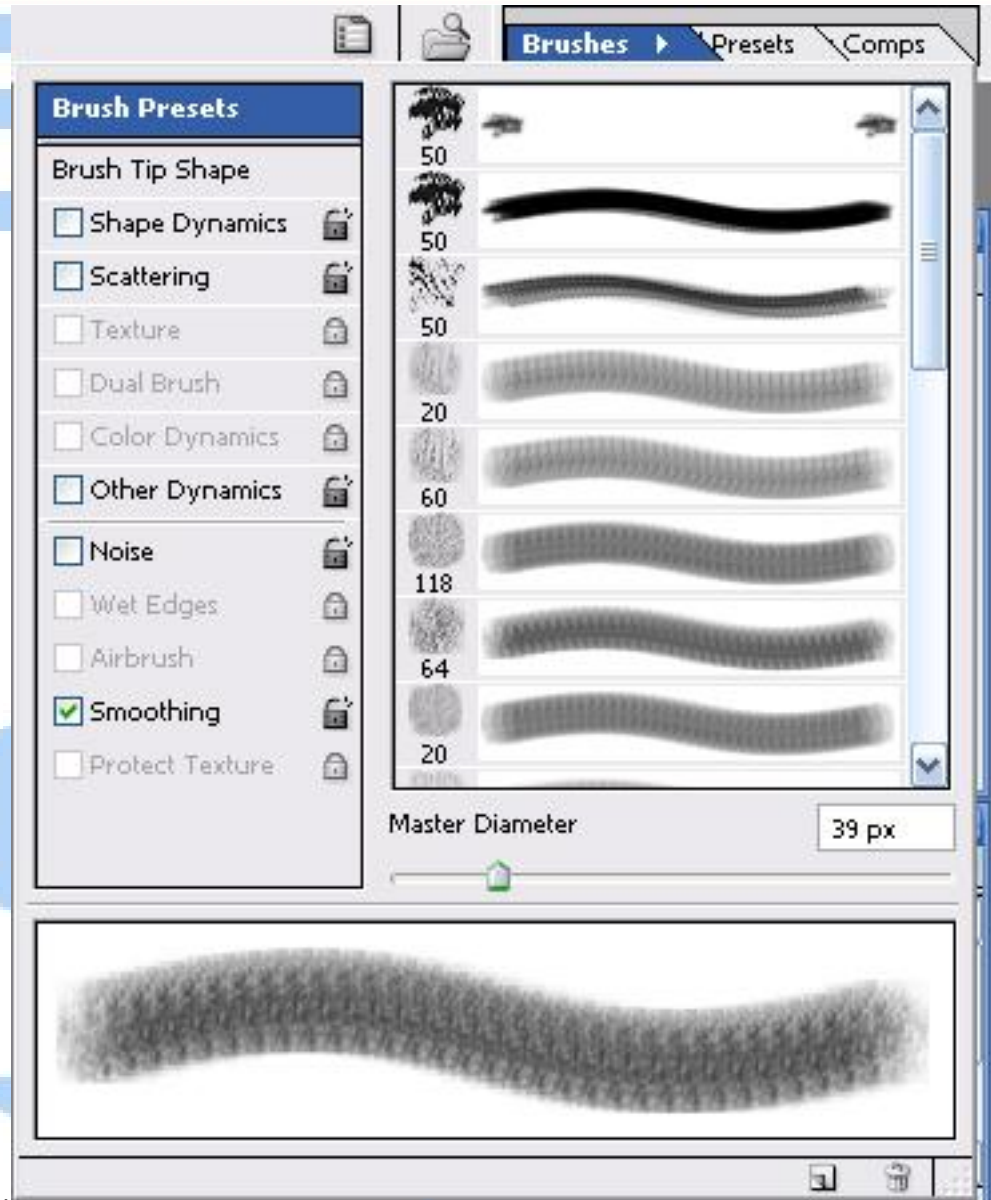 Brushes Presets Comps
Brush Presets
Brush Tip Shape
Shape Dynamics
Scattering
Texture
Dual Brush
Color Dynamics
Other Dynamics
Noise
Wet Edges
Airbrush
Smoothing
Protect Texture
50
50
50
20
60
118
64
20
Master Diameter 39 px